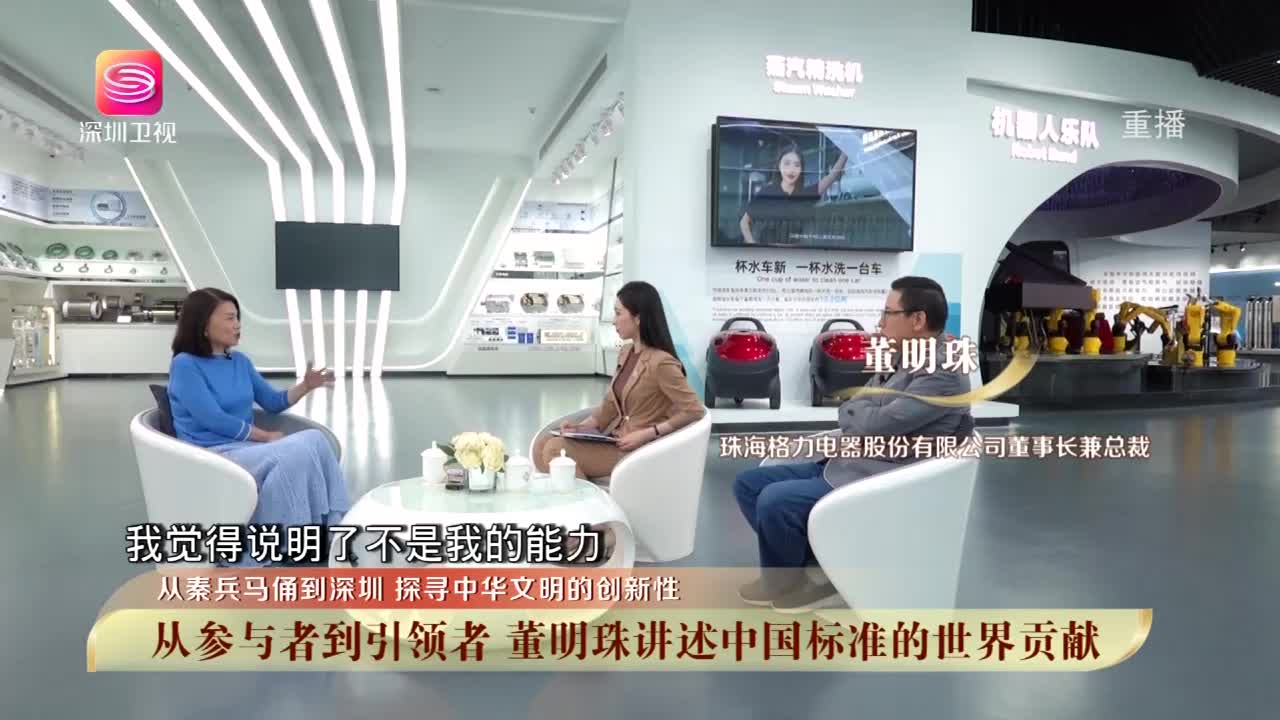 深圳卫视
重播
蒸汽精洗机
Steam Washer
机器人乐队
Robot Band
杯水车新 一杯水洗一台车
One cup of water to clean one car
董明珠
珠海格力电器股份有限公司董事长兼总裁
我觉得说明了不是我的能力
从秦兵马俑到深圳 探寻中华文明的创新性
从参与者到引领者 董明珠讲述中国标准的世界贡献